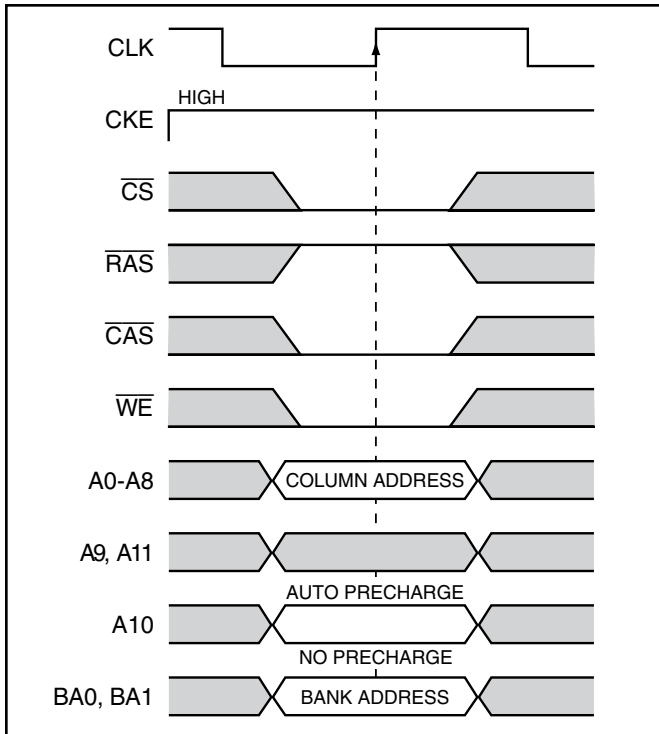 CLK
HIGH
CKE
CS
RAS
CAS
WE
A0-A8 COLUMN ADDRESS
A9, A11
AUTO PRECHARGE
A10
NO PRECHARGE
BA0, BA1 BANK ADDRESS